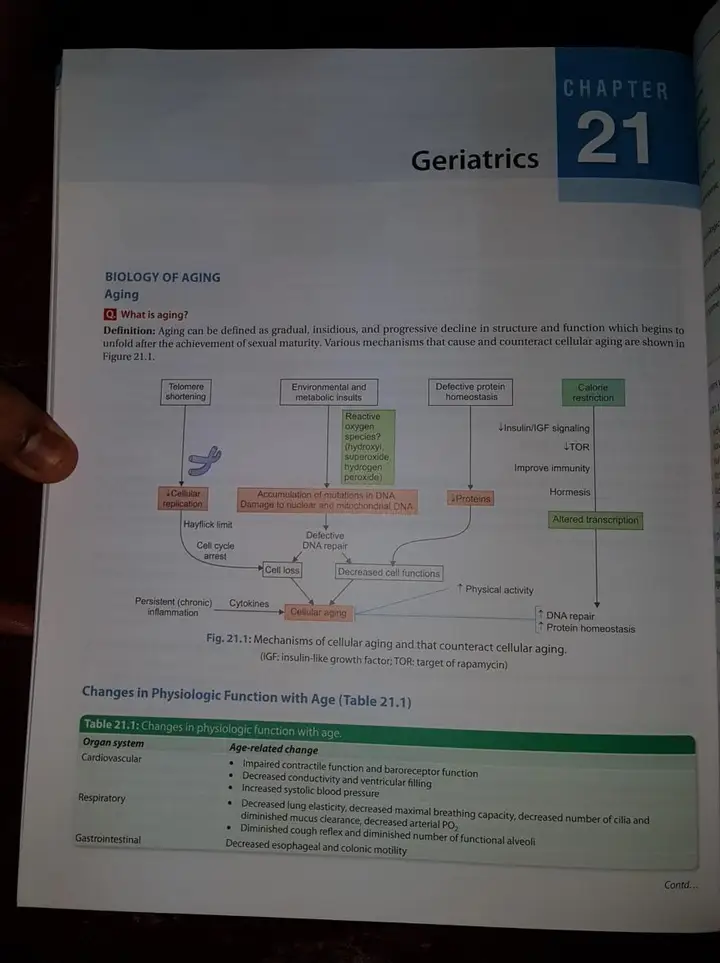 CHAPTER
21
Geriatrics
BIOLOGY OF AGING
Aging
Q. What is aging?
Definition: Aging can be defined as gradual, insidious, and progressive decline in structure and function which begins to
unfold after the achievement of sexual maturity. Various mechanisms that cause and counteract cellular aging are shown in
Figure 21.1.
Telomere
shortening
Environmental and
metabolic insults
Defective protein
homeostasis
Calorie
restriction
Reactive
oxygen
species?
(hydroxyl,
superoxide,
hydrogen
peroxide)
↓Insulin/IGF signaling
↓TOR
Improve immunity
Hormesis
↓Cellular
replication
Accumulation of mutations in DNA
Damage to nuclear and mitochondrial DNA
↓Proteins
Altered transcription
Hayflick limit
Cell cycle
arrest
Defective
DNA repair
Cell loss
Decreased cell functions
↑ Physical activity
Persistent (chronic)
inflammation
Cytokines
Cellular aging
↑ DNA repair
↑ Protein homeostasis
Fig. 21.1: Mechanisms of cellular aging and that counteract cellular aging.
(IGF: insulin-like growth factor; TOR: target of rapamycin)
Changes in Physiologic Function with Age (Table 21.1)
Table 21.1: Changes in physiologic function with age.
Organ system Age-related change
Cardiovascular • Impaired contractile function and baroreceptor function
• Decreased conductivity and ventricular filling
• Increased systolic blood pressure
Respiratory • Decreased lung elasticity, decreased maximal breathing capacity, decreased number of cilia and
diminished mucus clearance, decreased arterial PO2
• Diminished cough reflex and diminished number of functional alveoli
Gastrointestinal Decreased esophageal and colonic motility
Contd...